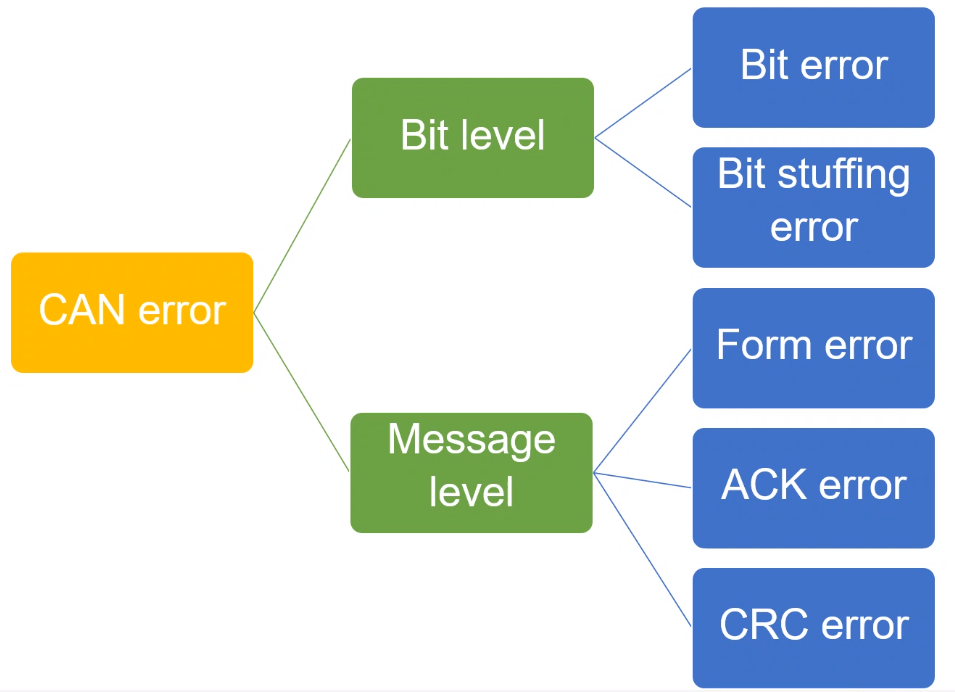 CAN error
Bit level
Message
level
Bit error
Bit stuffing
error
Form error
ACK error
CRC error